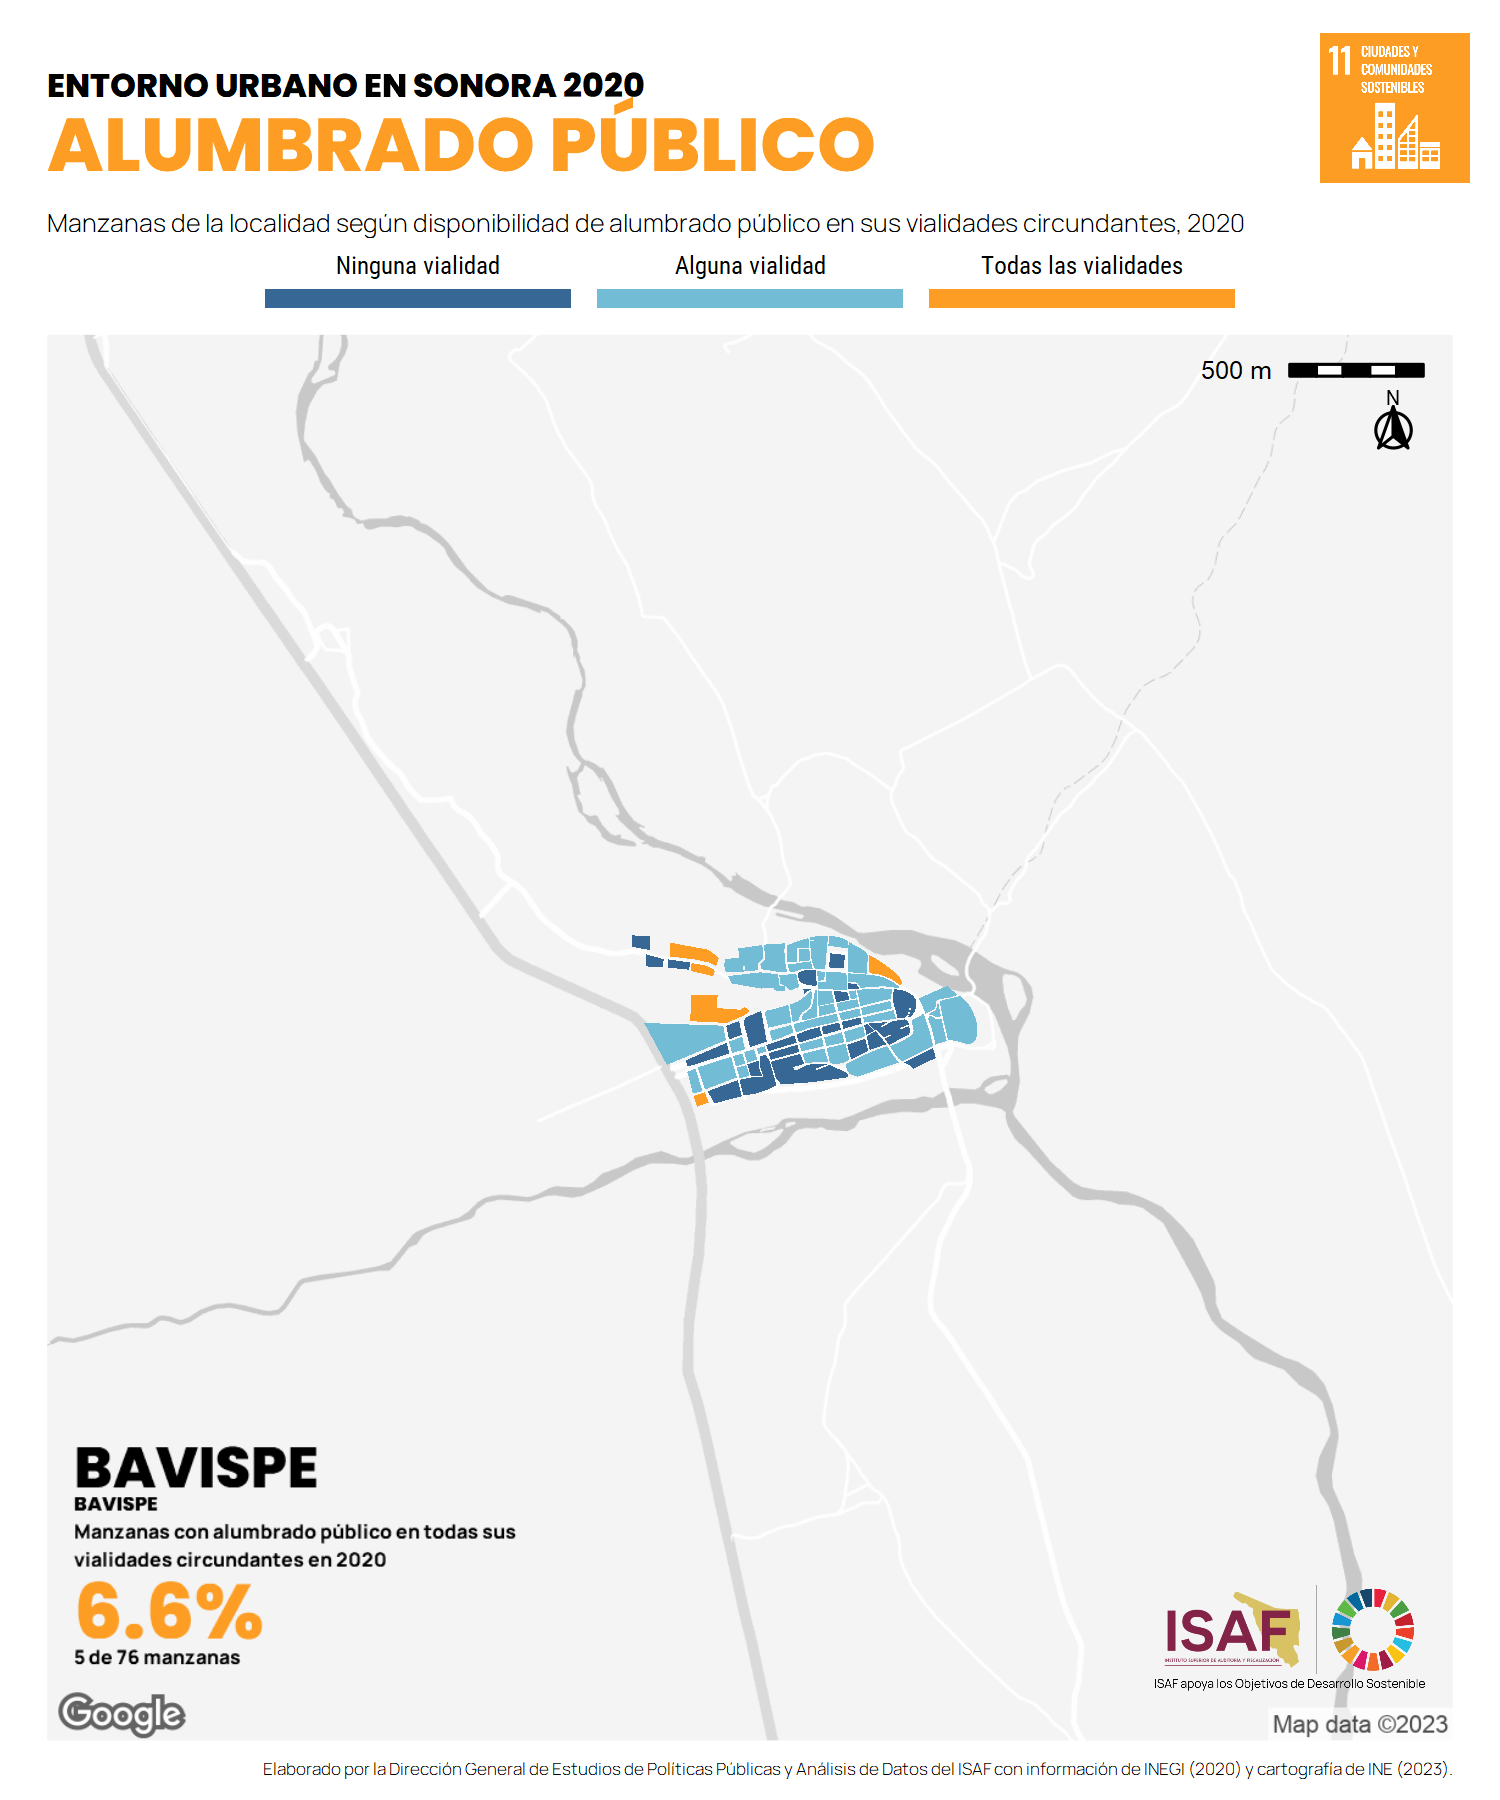 ENTORNO URBANO EN SONORA 2020
ALUMBRADO PÚBLICO
11 CIUDADES Y
COMUNIDADES
SOSTENIBLES
Manzanas de la localidad según disponibilidad de alumbrado público en sus vialidades circundantes, 2020
Ninguna vialidad
Alguna vialidad
Todas las vialidades
500 m
N
BAVISPE
BAVISPE
Manzanas con alumbrado público en todas sus
vialidades circundantes en 2020
6.6%
5 de 76 manzanas
ISAF
INSTITUTO SUPERIOR DE AUDITORÍA Y FISCALIZACIÓN
ISAF apoya los Objetivos de Desarrollo Sostenible
Google
Map data ©2023
Elaborado por la Dirección General de Estudios de Políticas Públicas y Análisis de Datos del ISAF con información de INEGI (2020) y cartografía de INE (2023).